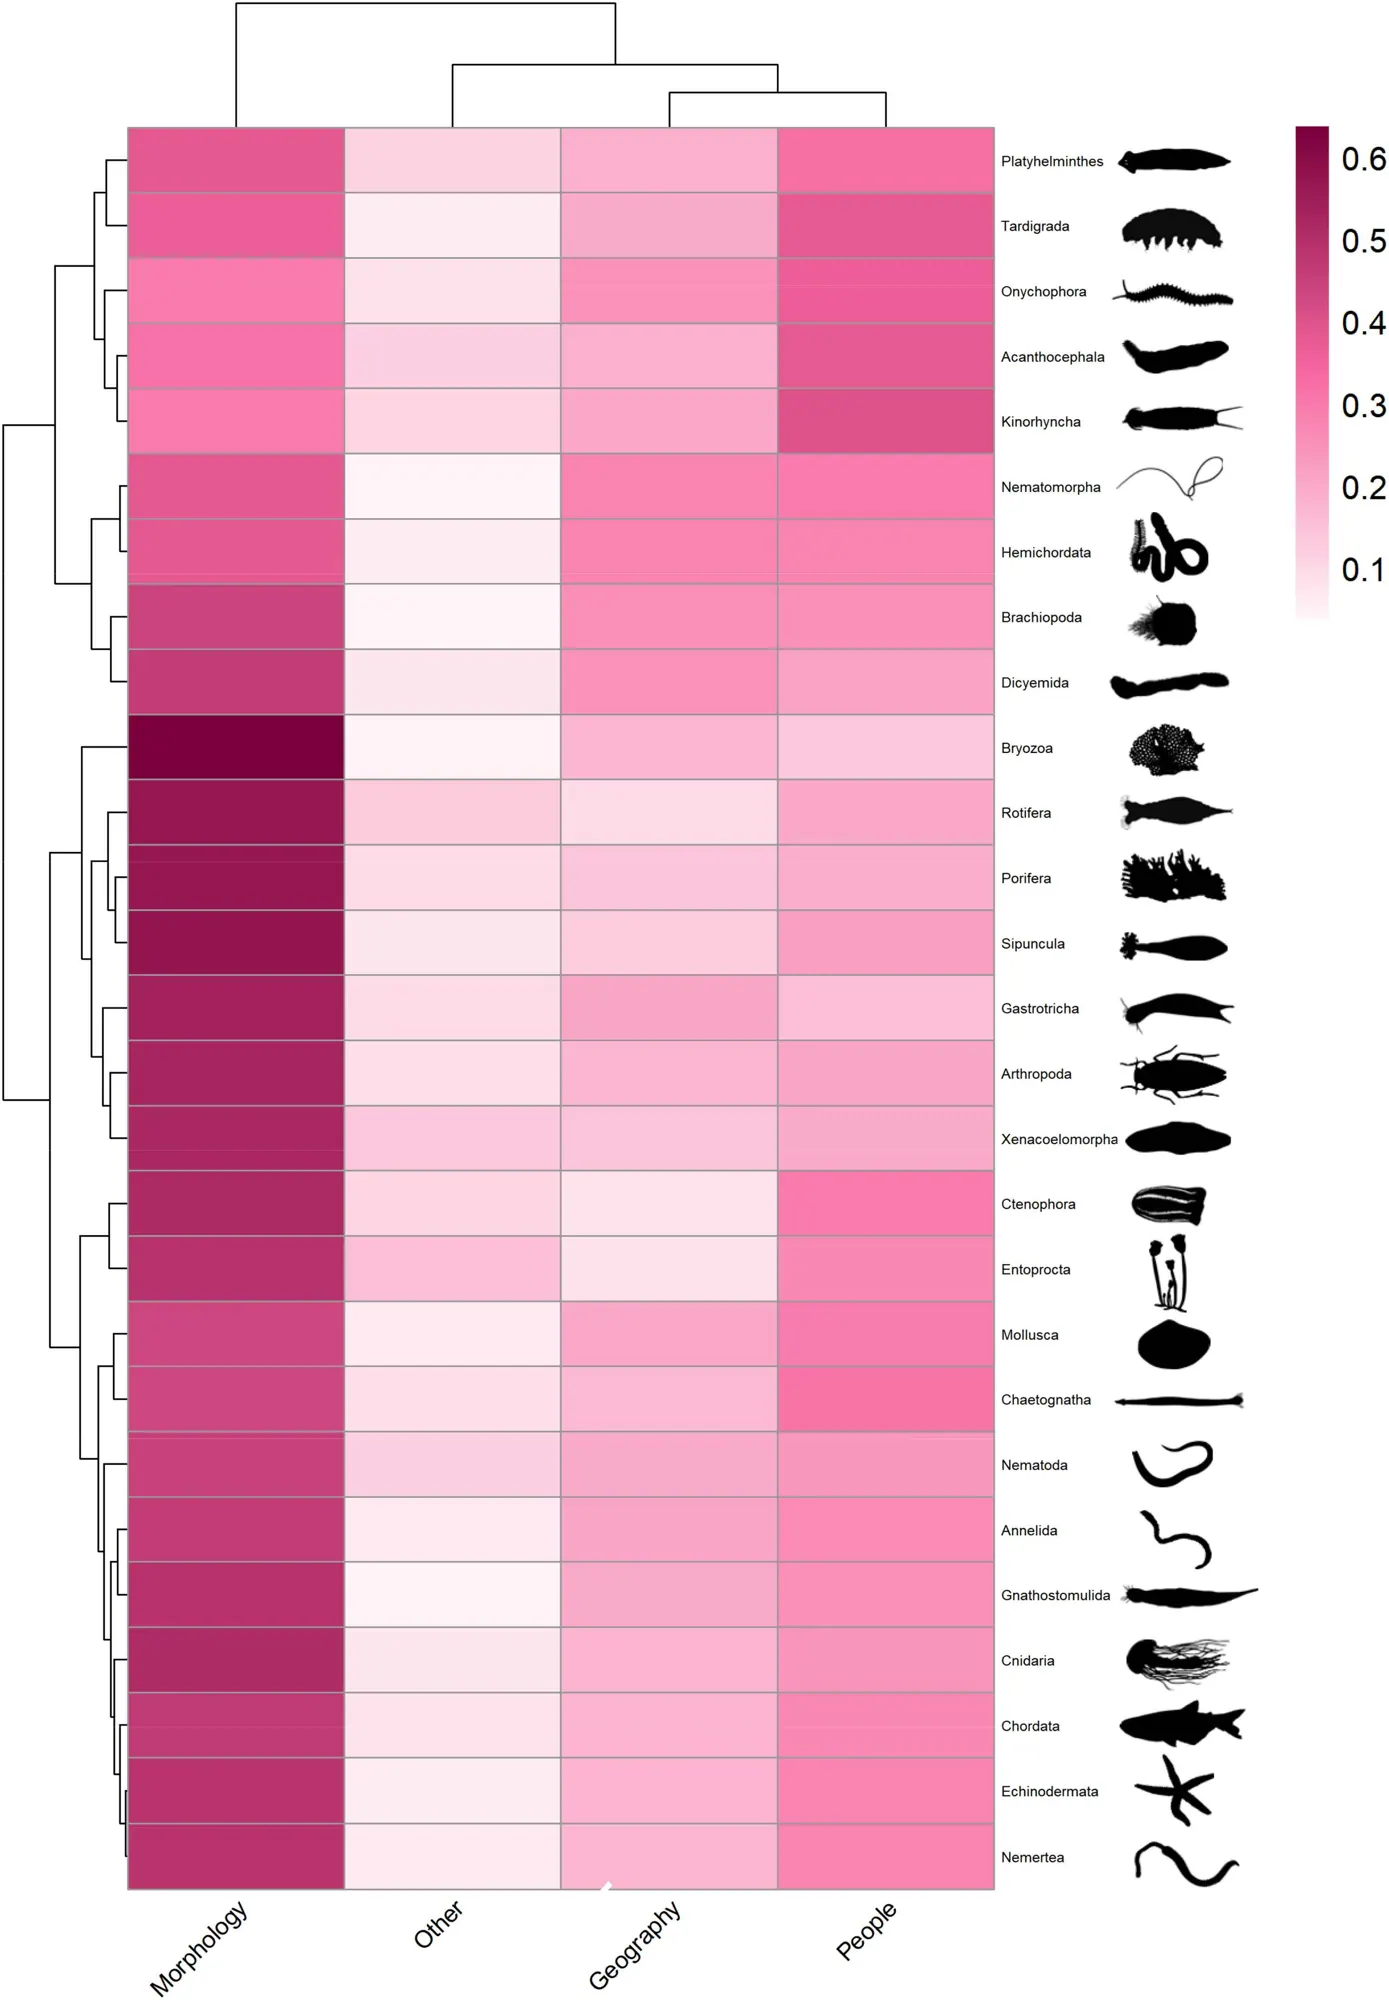 Platyhelminthes
Tardigrada
Onychophora
Acanthocephala
Kinorhyncha
Nematomorpha
Hemichordata
Brachiopoda
Dicyemida
Bryozoa
Rotifera
Porifera
Sipuncula
Gastrotricha
Arthropoda
Xenacoelomorpha
Ctenophora
Entoprocta
Mollusca
Chaetognatha
Nematoda
Annelida
Gnathostomulida
Cnidaria
Chordata
Echinodermata
Nemertea
0.6
0.5
0.4
0.3
0.2
0.1
Morphology
Other
Geography
People